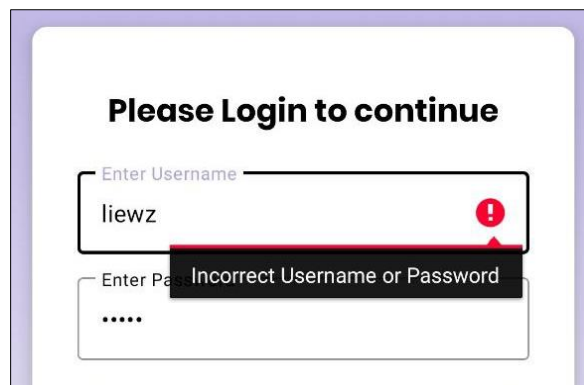 Please Login to continue
Enter Username
liewz
Incorrect Username or Password
Enter
•••••